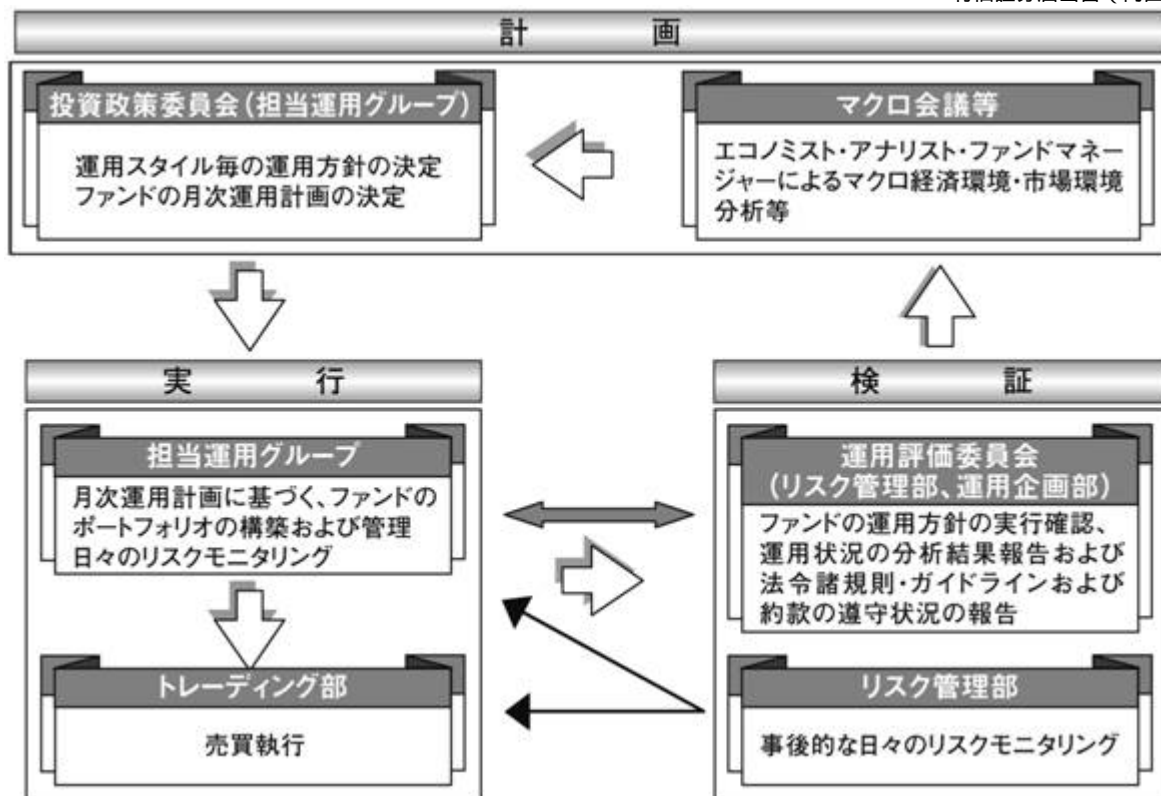 計 画
投資政策委員会(担当運用グループ)
運用スタイル毎の運用方針の決定
ファンドの月次運用計画の決定
マクロ会議等
エコノミスト・アナリスト・ファンドマネー
ジャーによるマクロ経済環境・市場環境
分析等
実 行
担当運用グループ
月次運用計画に基づく、ファンドの
ポートフォリオの構築および管理
日々のリスクモニタリング
トレーディング部
売買執行
検 証
運用評価委員会
(リスク管理部、運用企画部)
ファンドの運用方針の実行確認、
運用状況の分析結果報告および
法令諸規則・ガイドラインおよび
約款の遵守状況の報告
リスク管理部
事後的な日々のリスクモニタリング